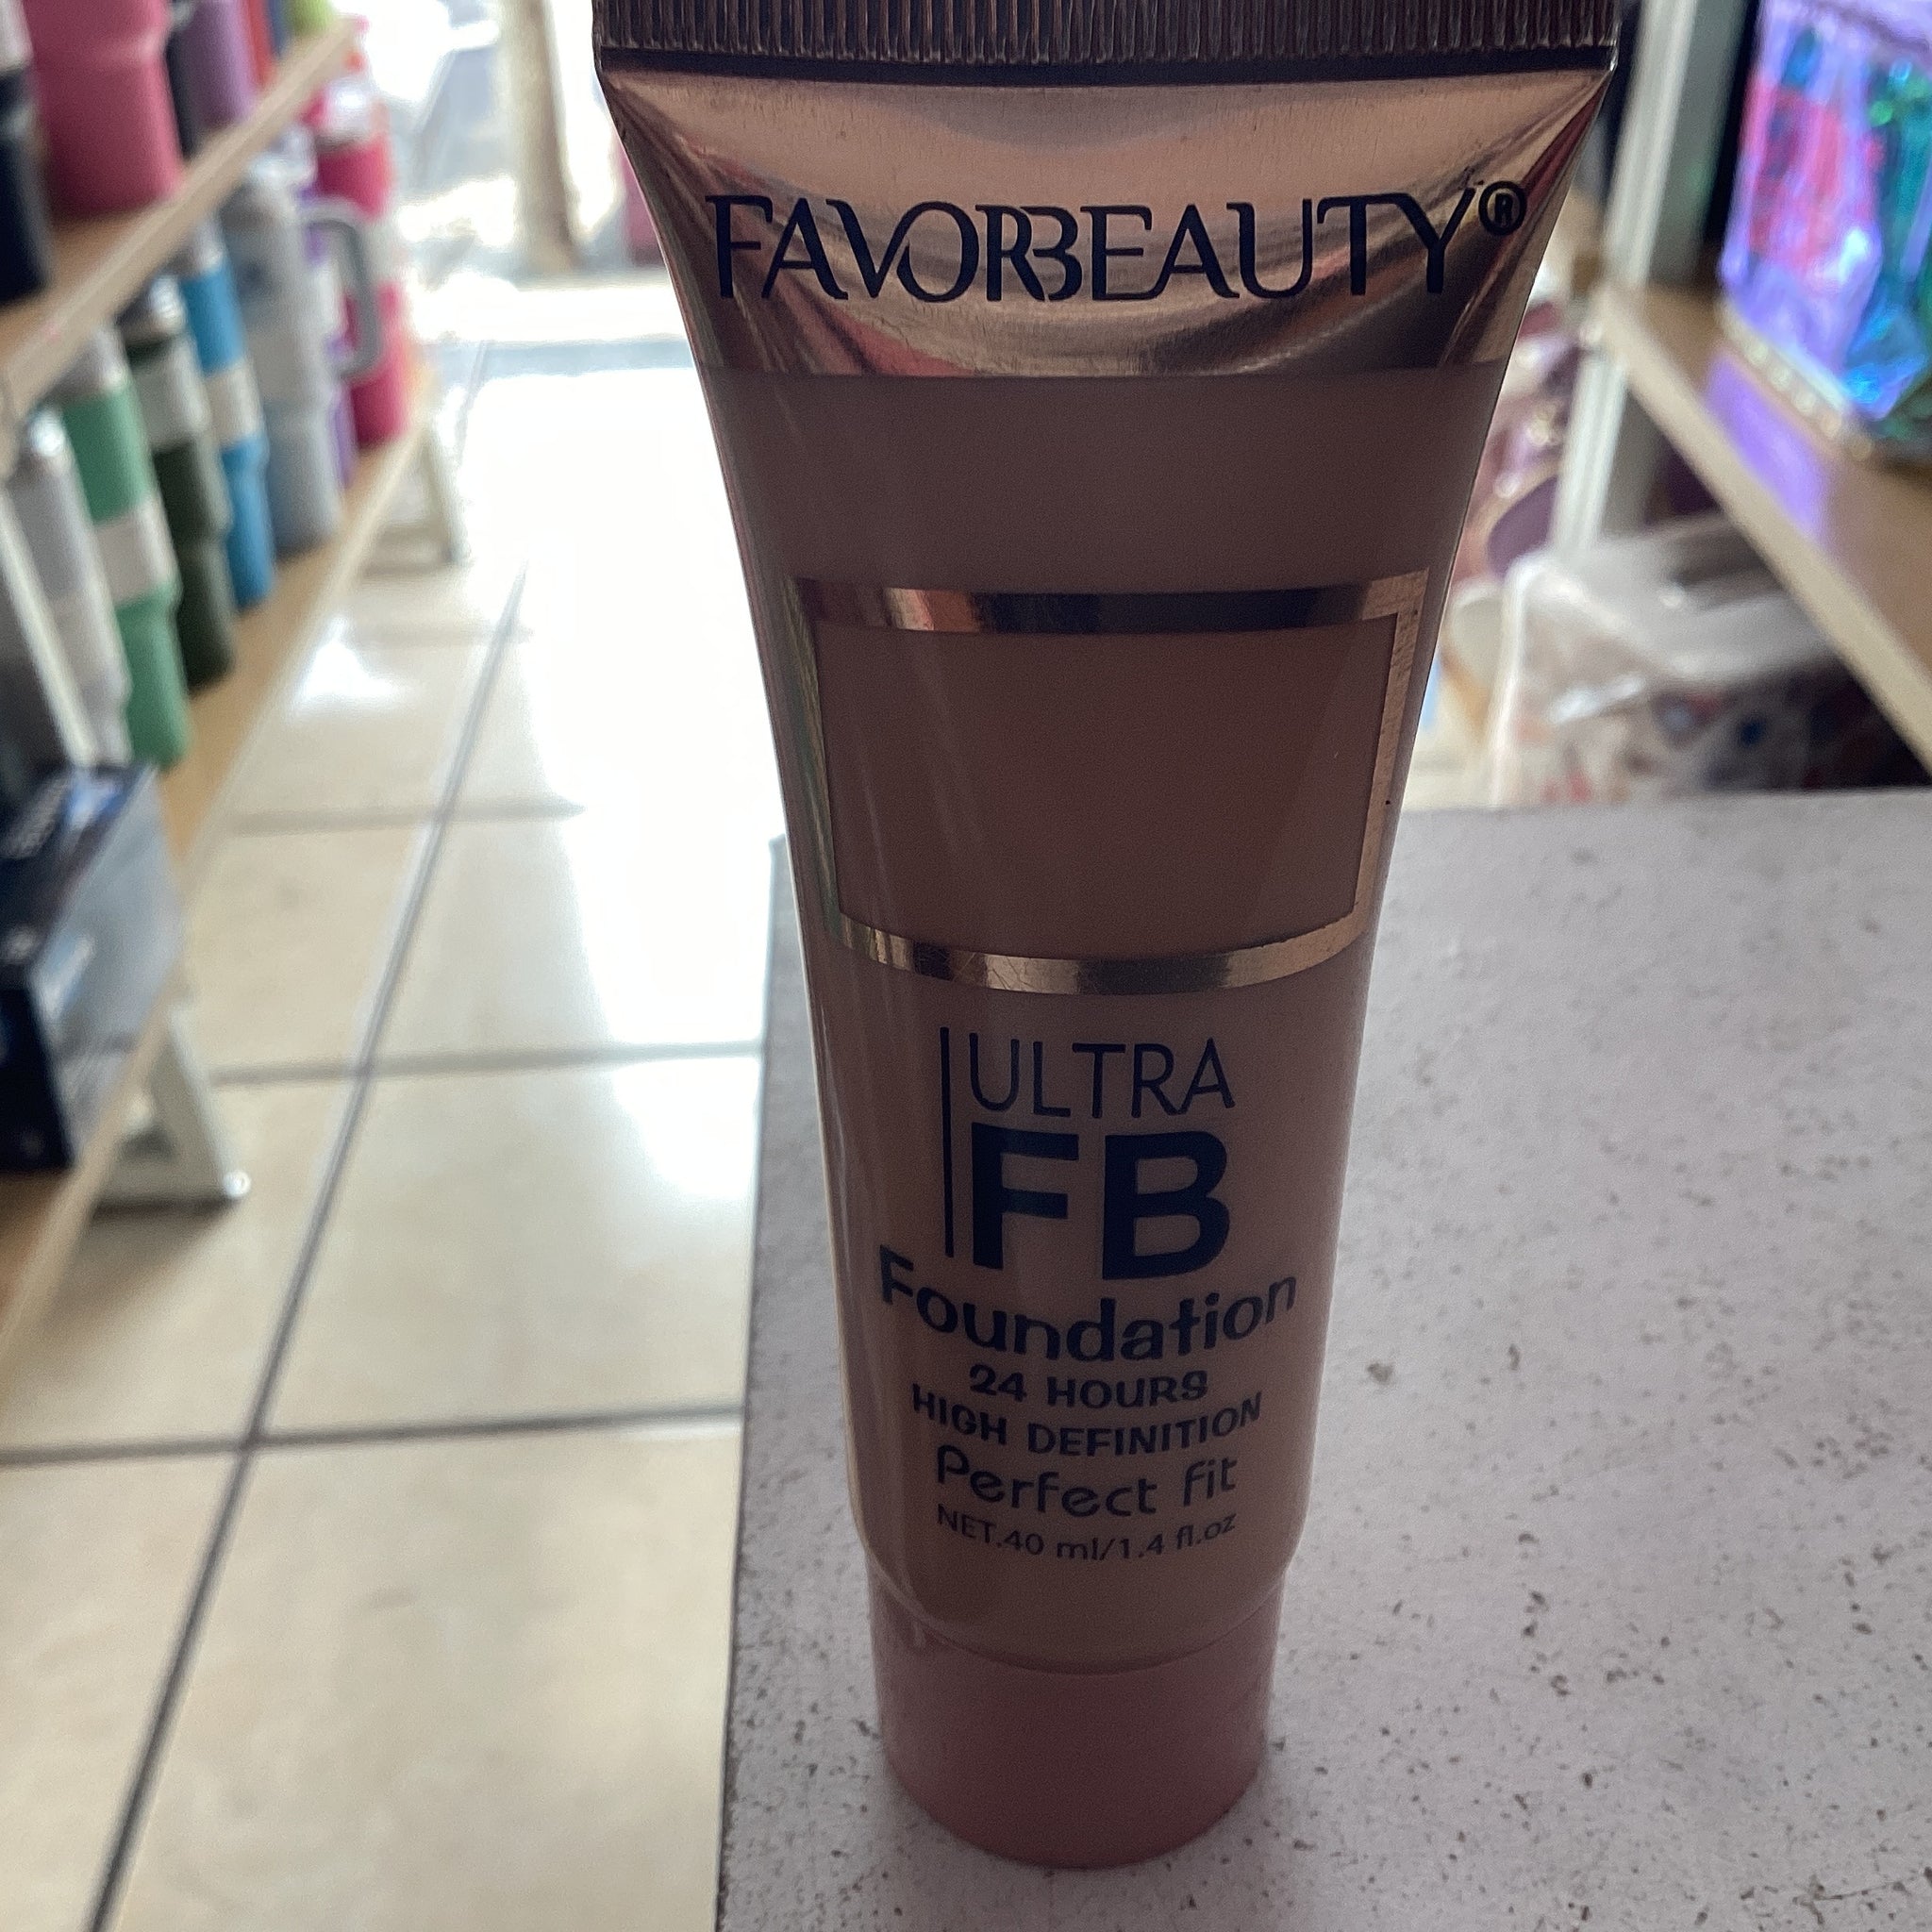 FAVORBEAUTY®
ULTRA
FB
Foundation
24 HOURS
HIGH DEFINITION
Perfect fit
NET.40 ml/1.4 fl.oz